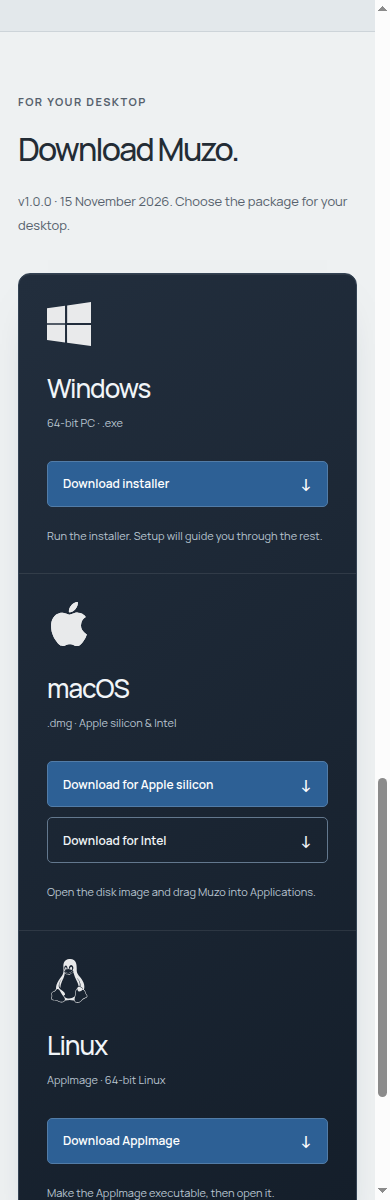 FOR YOUR DESKTOP
Download Muzo.
v1.0.0 · 15 November 2026. Choose the package for your
desktop.
Windows
64-bit PC · .exe
Download installer ↓
Run the installer. Setup will guide you through the rest.
macOS
.dmg · Apple silicon & Intel
Download for Apple silicon ↓
Download for Intel ↓
Open the disk image and drag Muzo into Applications.
Linux
AppImage · 64-bit Linux
Download AppImage ↓
Make the AppImage executable, then open it.